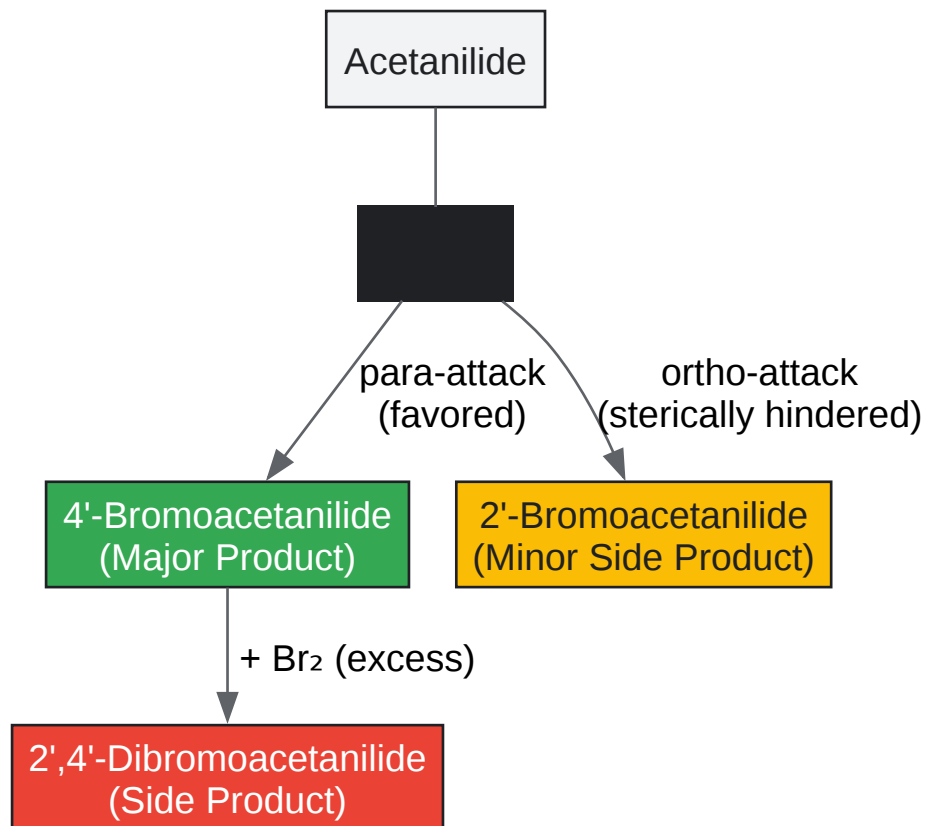 Acetanilide
para-attack
(favored)
ortho-attack
(sterically hindered)
4'-Bromoacetanilide
(Major Product)
2'-Bromoacetanilide
(Minor Side Product)
+ Br₂ (excess)
2',4'-Dibromoacetanilide
(Side Product)